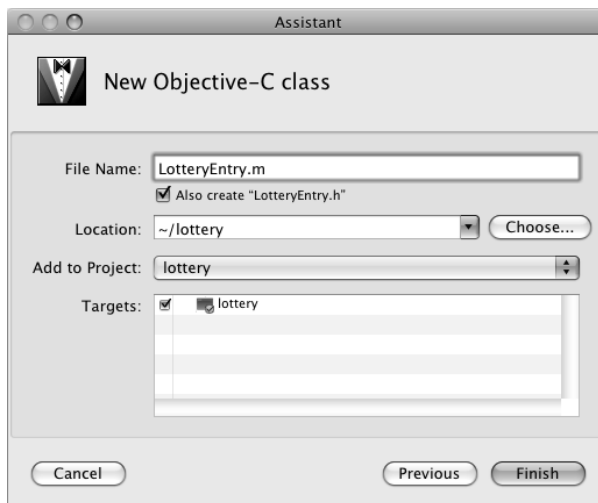 Assistant
New Objective-C class
File Name: LotteryEntry.m
Also create “LotteryEntry.h”
Location: ~/lottery Choose...
Add to Project: lottery
Targets: lottery
Cancel Previous Finish